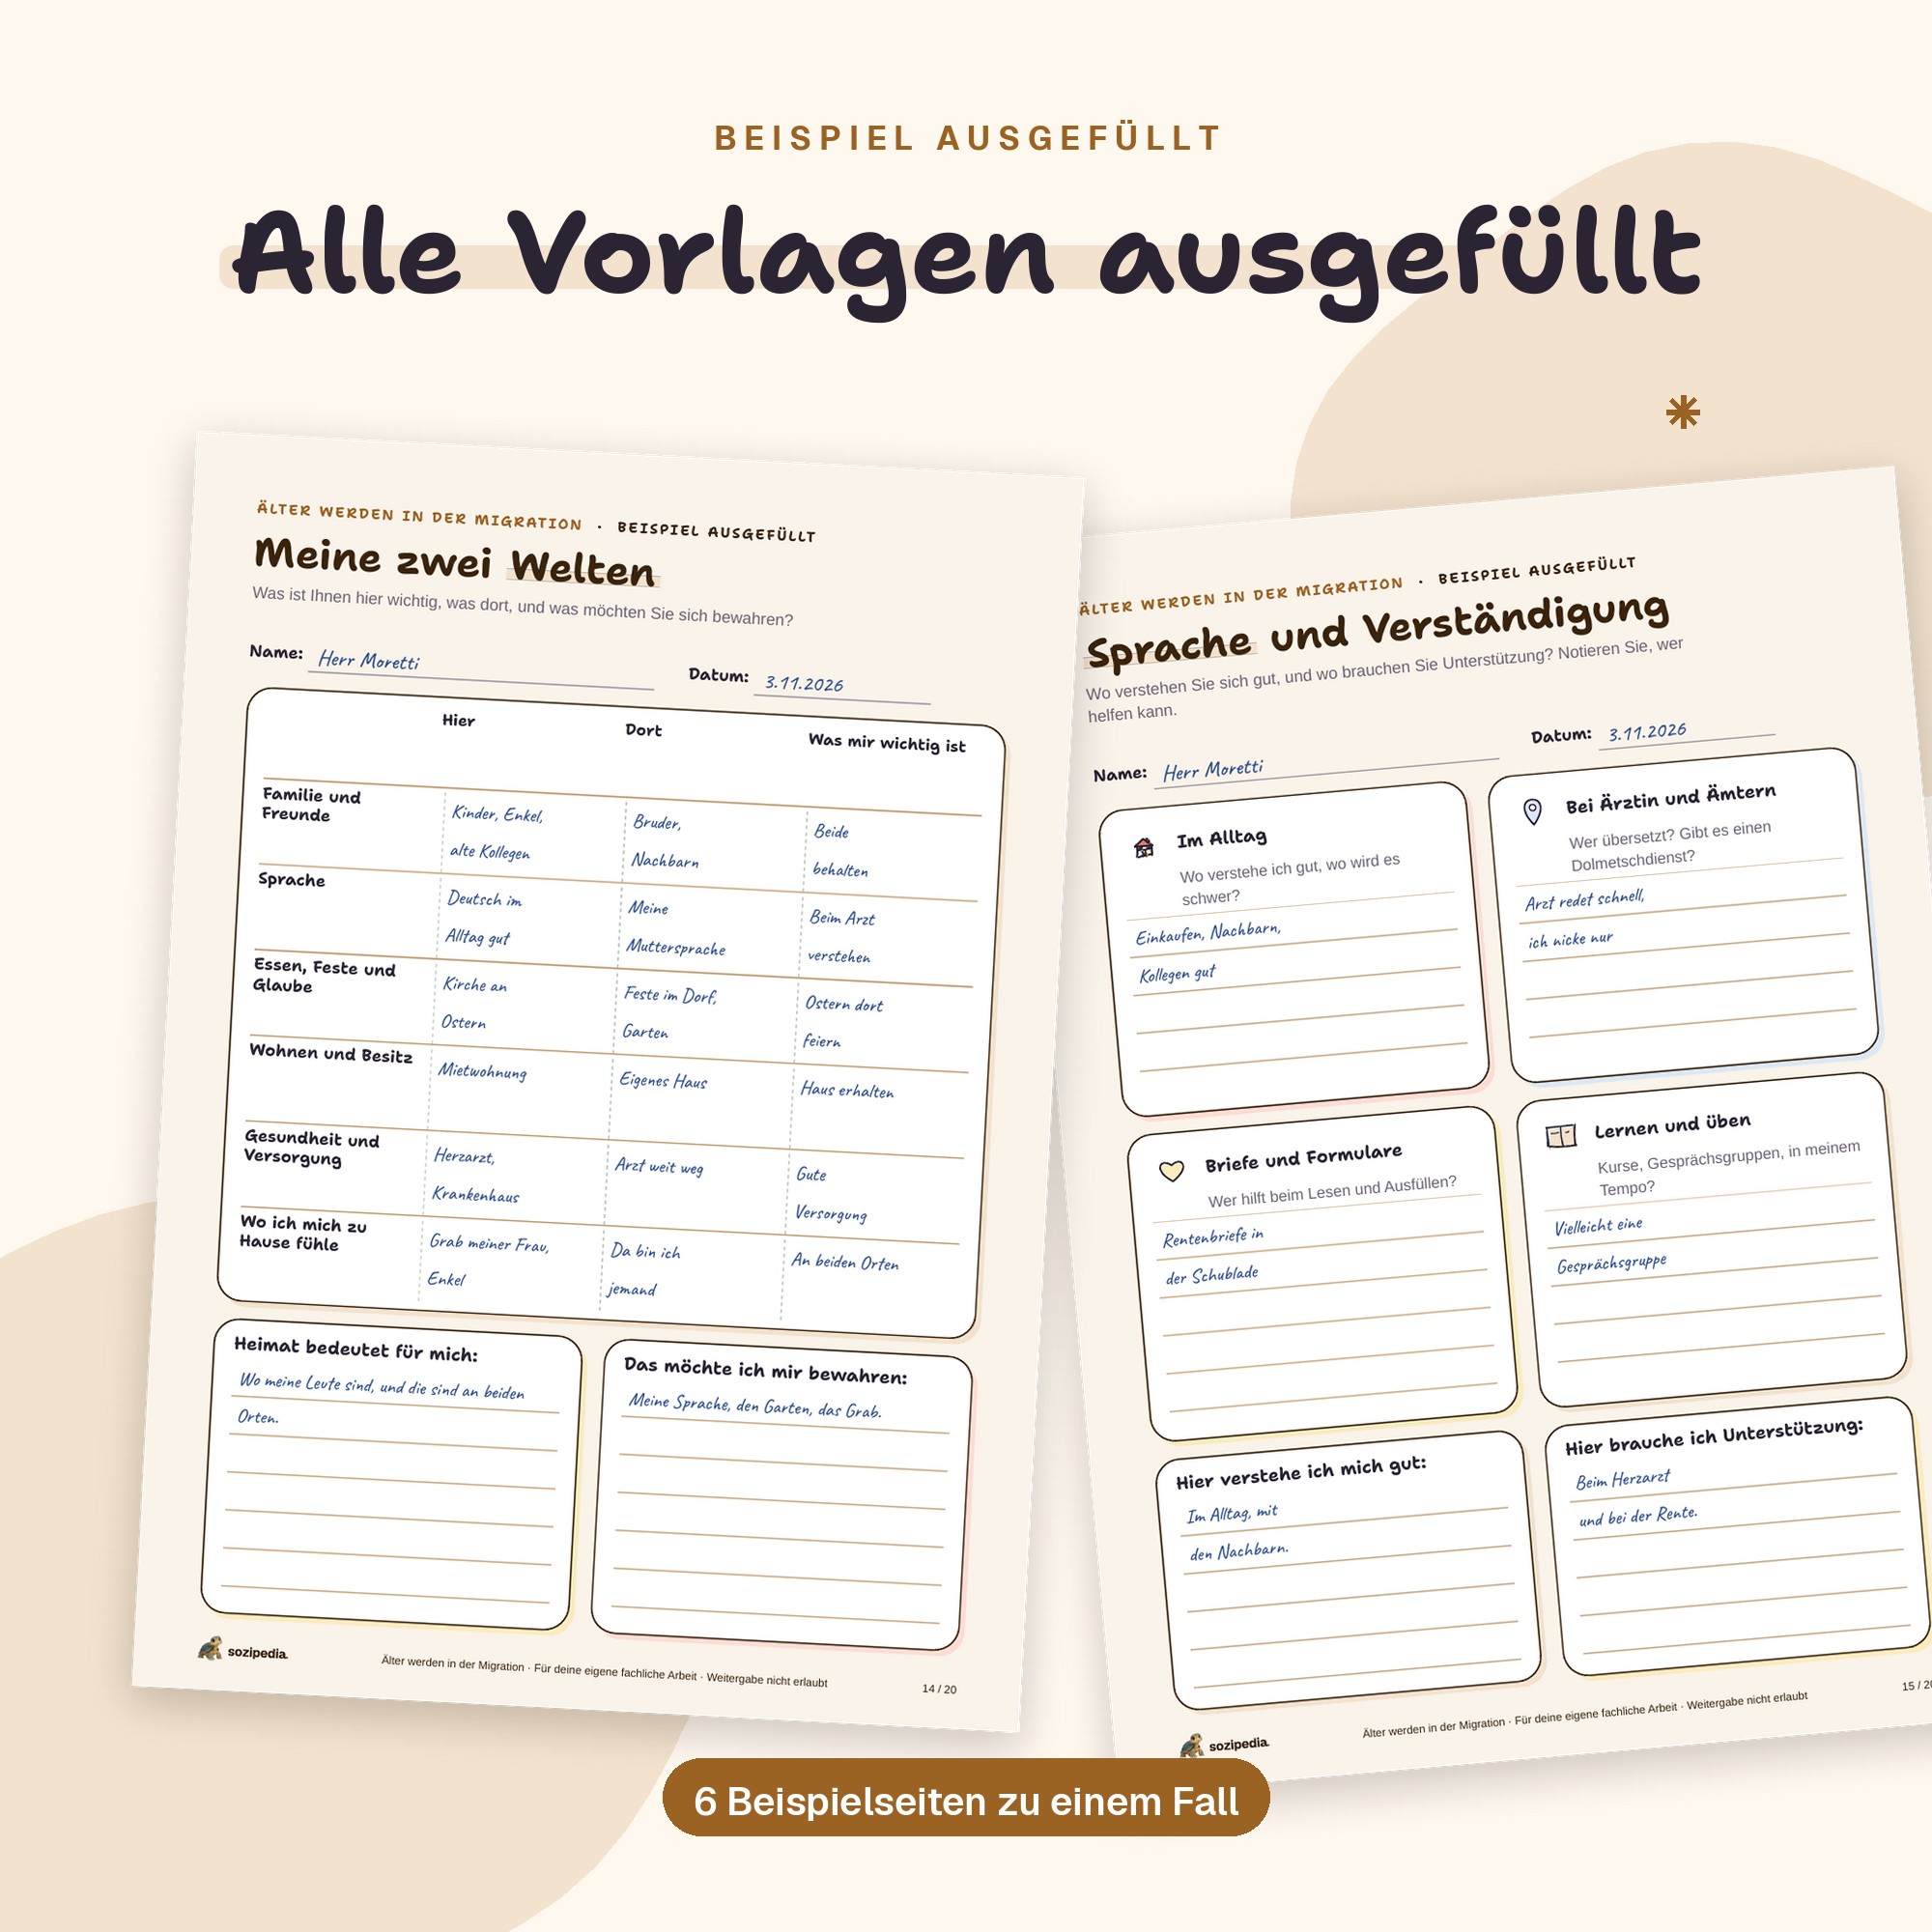 BEISPIEL AUSGEFÜLLT
Alle Vorlagen ausgefüllt
ÄLTER WERDEN IN DER MIGRATION · BEISPIEL AUSGEFÜLLT
Meine zwei Welten
Was ist Ihnen hier wichtig, was dort, und was möchten Sie sich bewahren?
Name: Herr Moretti Datum: 3.11.2026
Hier Dort Was mir wichtig ist
Familie und
Freunde
Kinder, Enkel,
alte Kollegen
Bruder,
Nachbarn
Beide
behalten
Sprache
Deutsch im
Alltag gut
Meine
Muttersprache
Beim Arzt
verstehen
Essen, Feste und
Glaube
Kirche an
Ostern
Feste im Dorf,
Garten
Ostern dort
feiern
Wohnen und Besitz
Mietwohnung
Eigenes Haus
Haus erhalten
Gesundheit und
Versorgung
Herzarzt,
Krankenhaus
Arzt weit weg
Gute
Versorgung
Wo ich mich zu
Hause fühle
Grab meiner Frau,
Enkel
Da bin ich
jemand
An beiden Orten
Heimat bedeutet für mich:
Wo meine Leute sind, und die sind an beiden
Orten.
Das möchte ich mir bewahren:
Meine Sprache, den Garten, das Grab.
sozipedia.
Älter werden in der Migration · Für deine eigene fachliche Arbeit · Weitergabe nicht erlaubt
14 / 20
ÄLTER WERDEN IN DER MIGRATION · BEISPIEL AUSGEFÜLLT
Sprache und Verständigung
Wo verstehen Sie sich gut, und wo brauchen Sie Unterstützung? Notieren Sie, wer
helfen kann.
Name: Herr Moretti Datum: 3.11.2026
Im Alltag
Wo verstehe ich gut, wo wird es
schwer?
Einkaufen, Nachbarn,
Kollegen gut
Bei Ärztin und Ämtern
Wer übersetzt? Gibt es einen
Dolmetschdienst?
Arzt redet schnell,
ich nicke nur
Briefe und Formulare
Wer hilft beim Lesen und Ausfüllen?
Rentenbriefe in
der Schublade
Lernen und üben
Kurse, Gesprächsgruppen, in meinem
Tempo?
Vielleicht eine
Gesprächsgruppe
Hier verstehe ich mich gut:
Im Alltag, mit
den Nachbarn.
Hier brauche ich Unterstützung:
Beim Herzarzt
und bei der Rente.
sozipedia.
Älter werden in der Migration · Für deine eigene fachliche Arbeit · Weitergabe nicht erlaubt
15 / 20
6 Beispielseiten zu einem Fall